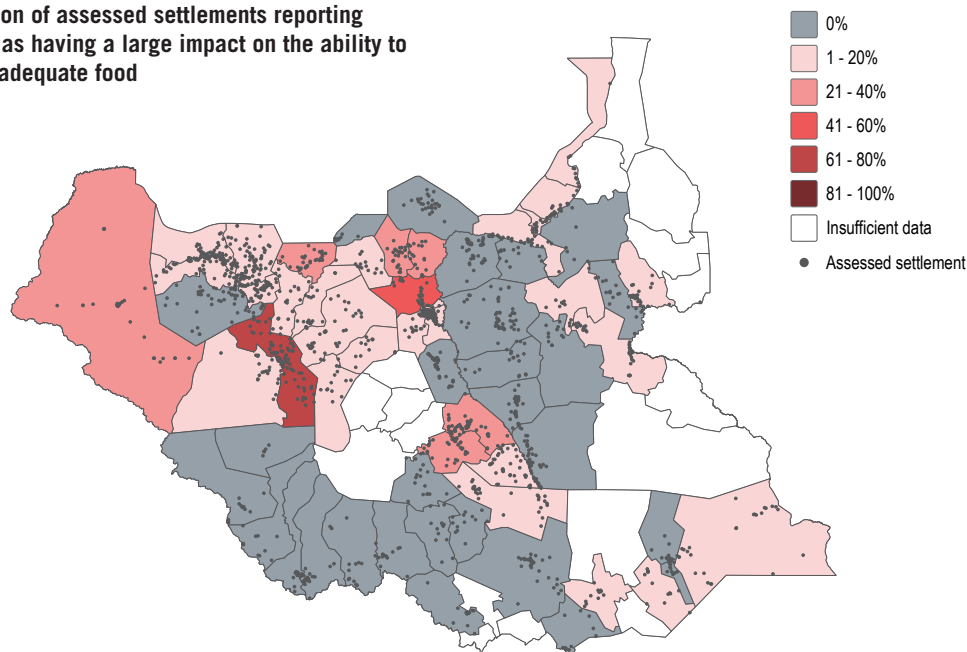 on of assessed settlements reporting
as having a large impact on the ability to
adequate food
0%
1 - 20%
21 - 40%
41 - 60%
61 - 80%
81 - 100%
Insufficient data
Assessed settlement